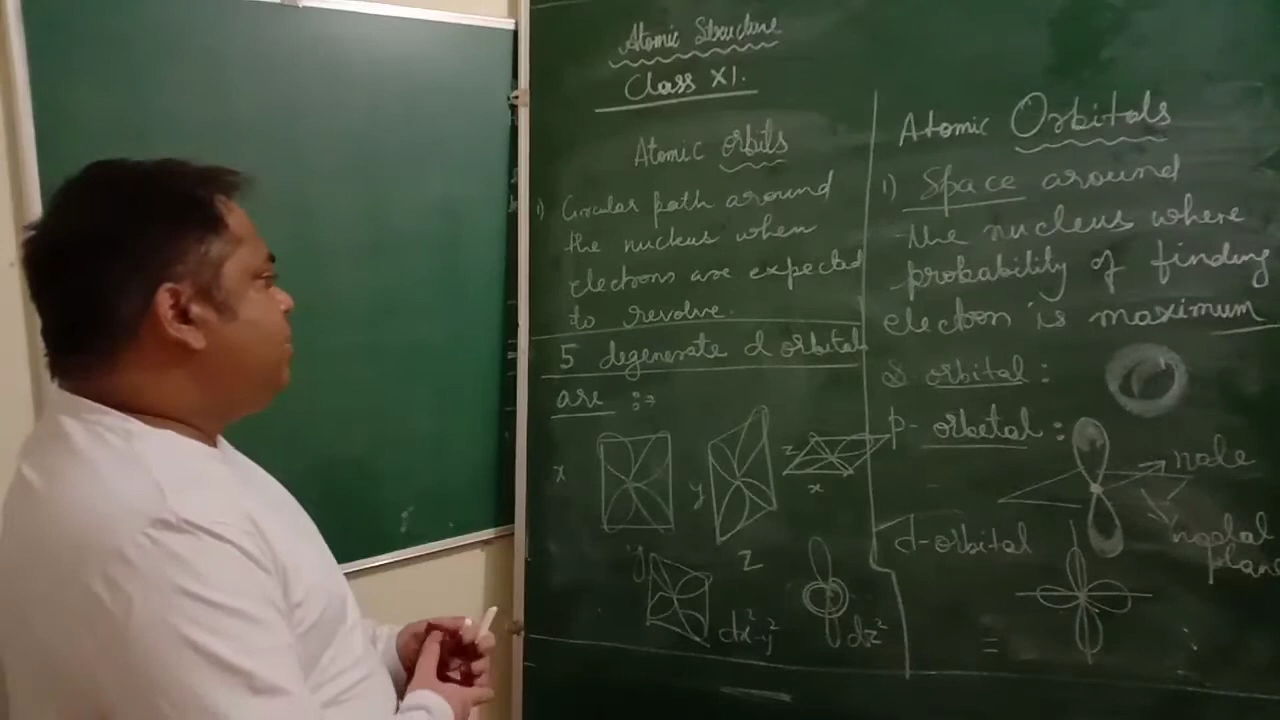 Atomic Structure
Class XI.
Atomic orbits
1) Circular path around
the nucleus when
electrons are expected
to revolve.
5 degenerate d orbitals
are :→
x
y
z
x
y
z
dx²-y²
dz²
Atomic Orbitals
1) Space around
the nucleus where
probability of finding
electron is maximum
S orbital :
p- orbital :
node
nodal
plane
d-orbital
=